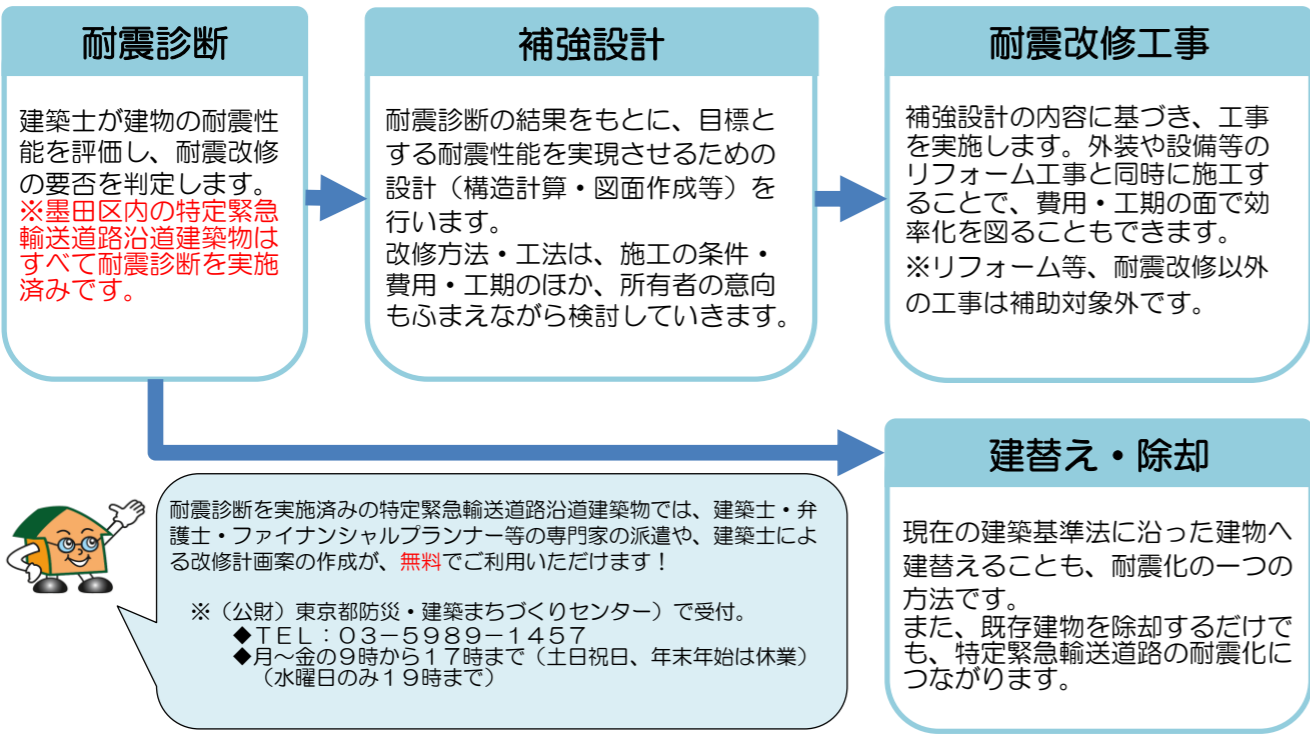 耐震診断
建築士が建物の耐震性
能を評価し、耐震改修
の要否を判定します。
※墨田区内の特定緊急
輸送道路沿道建築物は
すべて耐震診断を実施
済みです。
補強設計
耐震診断の結果をもとに、目標と
する耐震性能を実現させるための
設計（構造計算・図面作成等）を
行います。
改修方法・工法は、施工の条件・
費用・工期のほか、所有者の意向
もふまえながら検討していきます。
耐震改修工事
補強設計の内容に基づき、工事
を実施します。外装や設備等の
リフォーム工事と同時に施工す
ることで、費用・工期の面で効
率化を図ることもできます。
※リフォーム等、耐震改修以外
の工事は補助対象外です。
耐震診断を実施済みの特定緊急輸送道路沿道建築物では、建築士・弁
護士・ファイナンシャルプランナー等の専門家の派遣や、建築士によ
る改修計画案の作成が、無料でご利用いただけます！
※（公財）東京都防災・建築まちづくりセンター）で受付。
◆ＴＥＬ：０３－５９８９－１４５７
◆月～金の９時から１７時まで（土日祝日、年末年始は休業）
（水曜日のみ１９時まで）
建替え・除却
現在の建築基準法に沿った建物へ
建替えることも、耐震化の一つの
方法です。
また、既存建物を除却するだけで
も、特定緊急輸送道路の耐震化に
つながります。